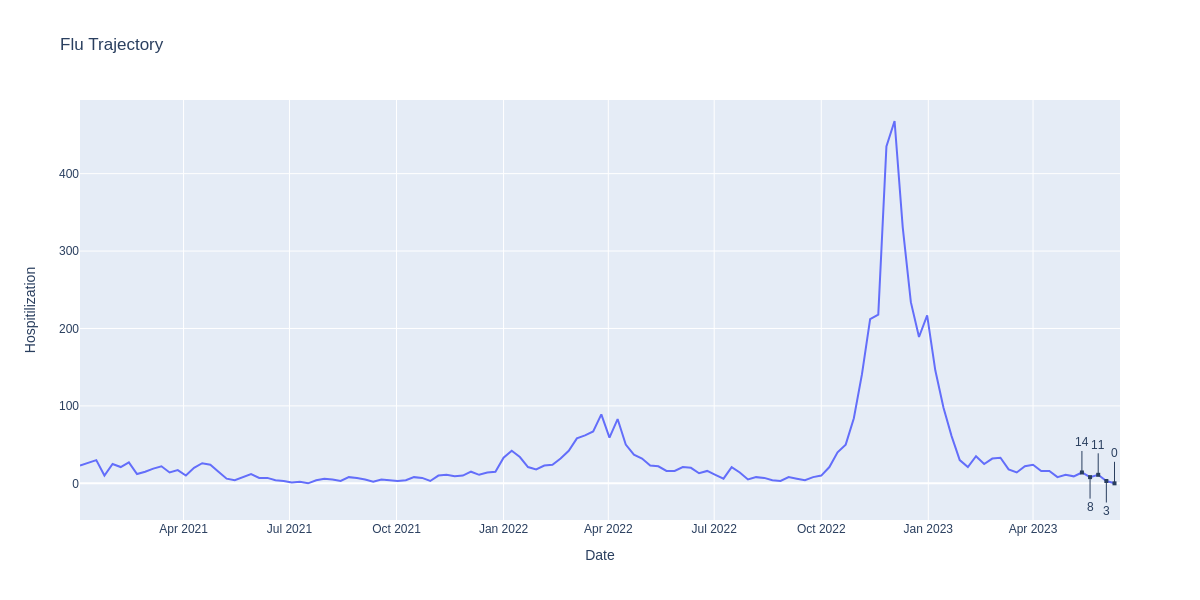 Flu Trajectory
Hospitilization
400
300
200
100
0
14
11
0
8
3
Apr 2021
Jul 2021
Oct 2021
Jan 2022
Apr 2022
Jul 2022
Oct 2022
Jan 2023
Apr 2023
Date